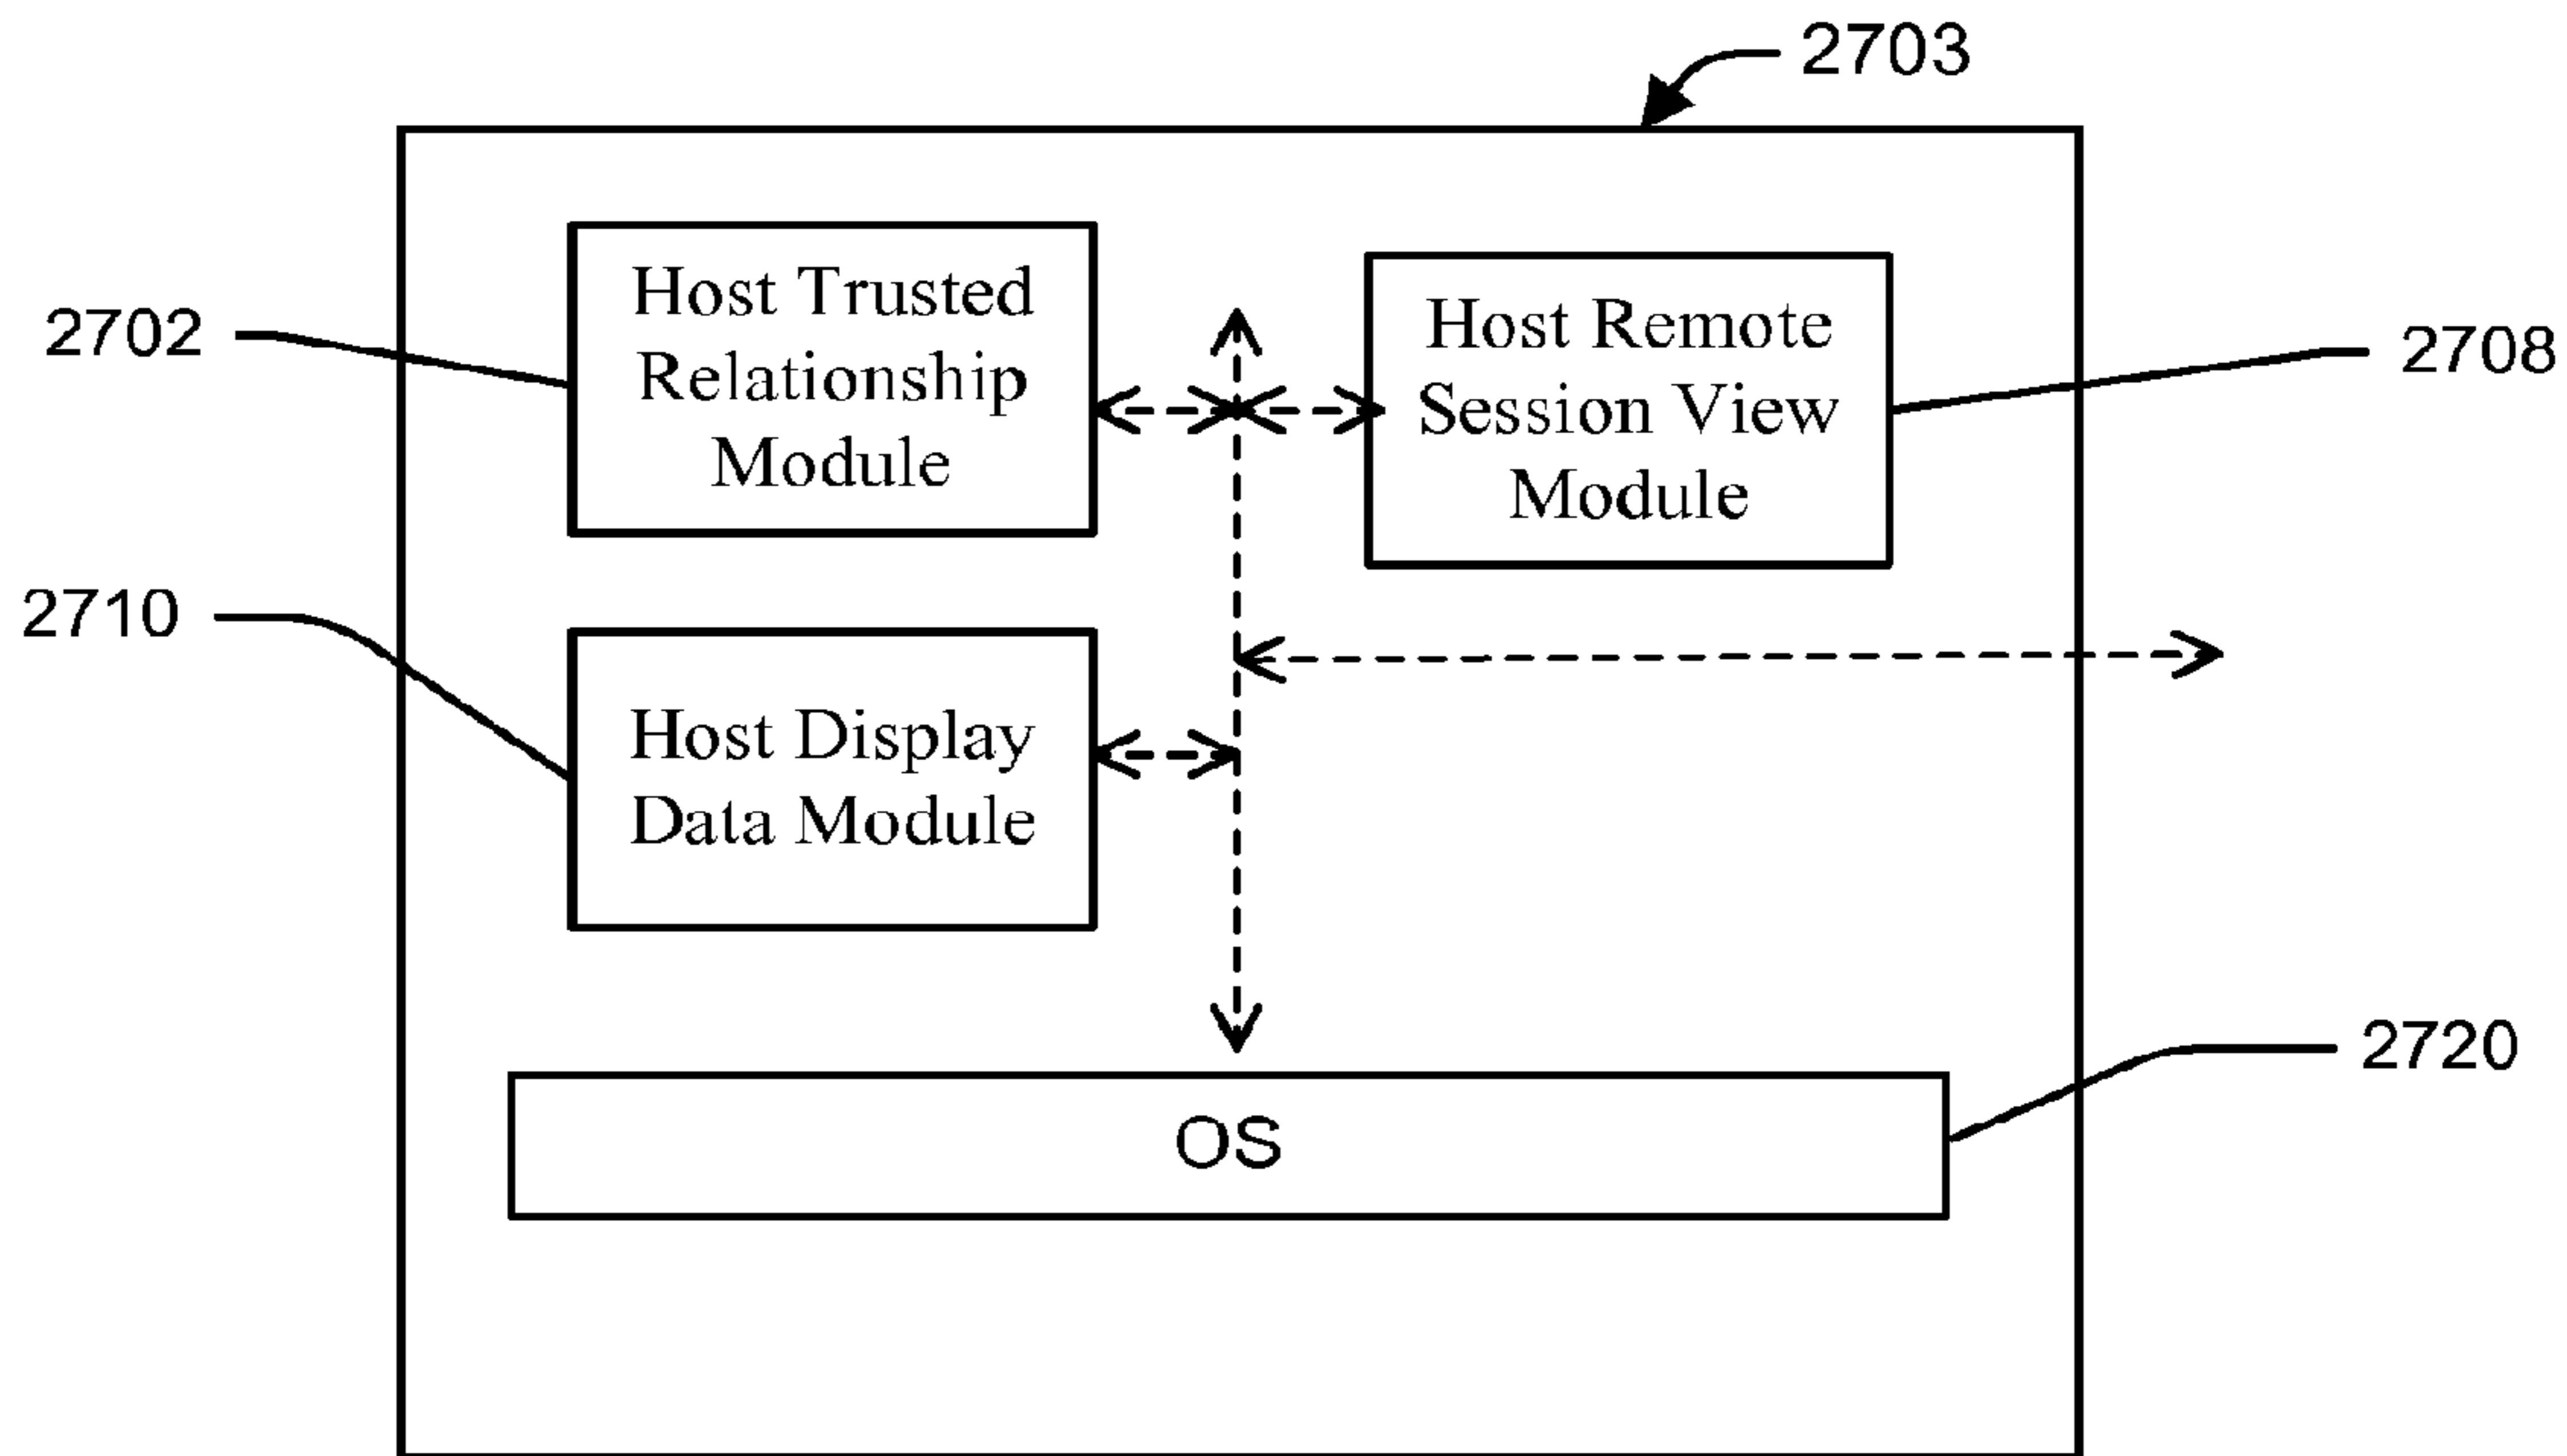 2703
Host Trusted
Relationship
Module
2702
Host Remote
Session View
Module
2708
2710
Host Display
Data Module
OS
2720